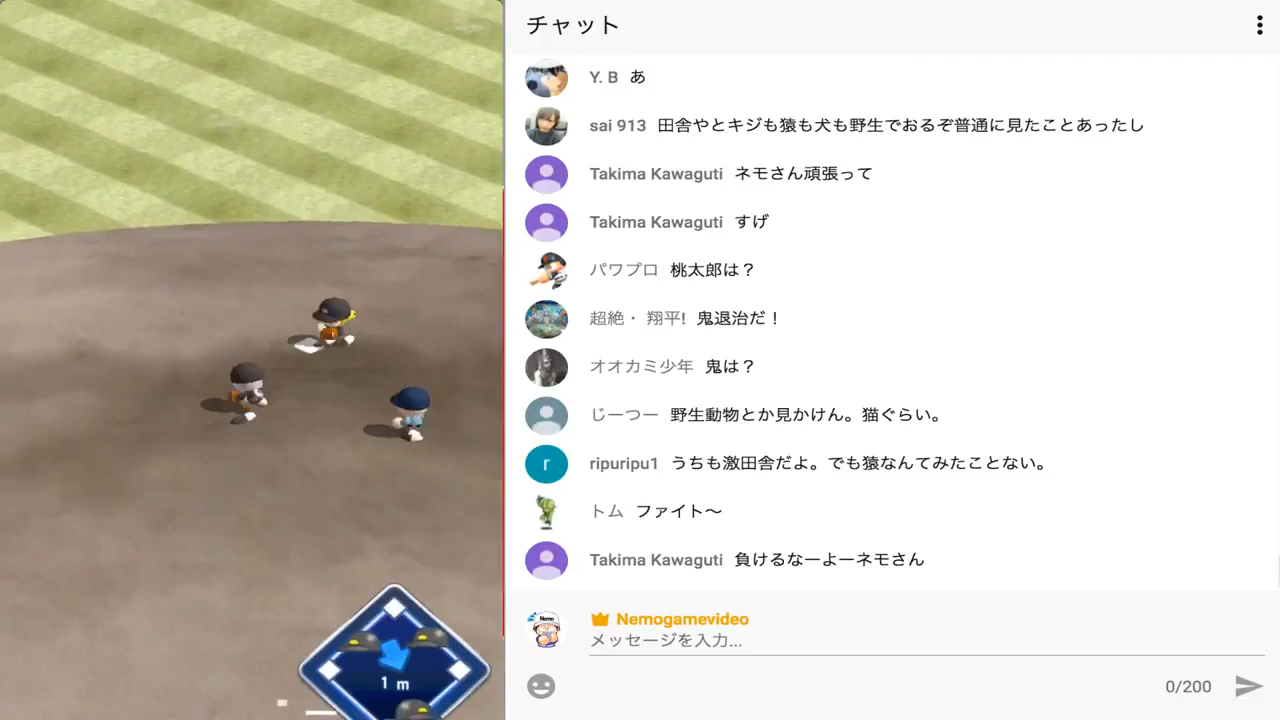 チャット
Y. B あ
sai 913 田舎やとキジも猿も犬も野生でおるぞ普通に見たことあったし
Takima Kawaguti ネモさん頑張って
Takima Kawaguti すげ
パワプロ 桃太郎は？
超絶・ 翔平! 鬼退治だ！
オオカミ少年 鬼は？
じーつー 野生動物とか見かけん。猫ぐらい。
r
ripuripu1 うちも激田舎だよ。でも猿なんてみたことない。
トム ファイト〜
Takima Kawaguti 負けるなーよーネモさん
Nemo
Nemogamevideo
メッセージを入力...
0/200
1 m